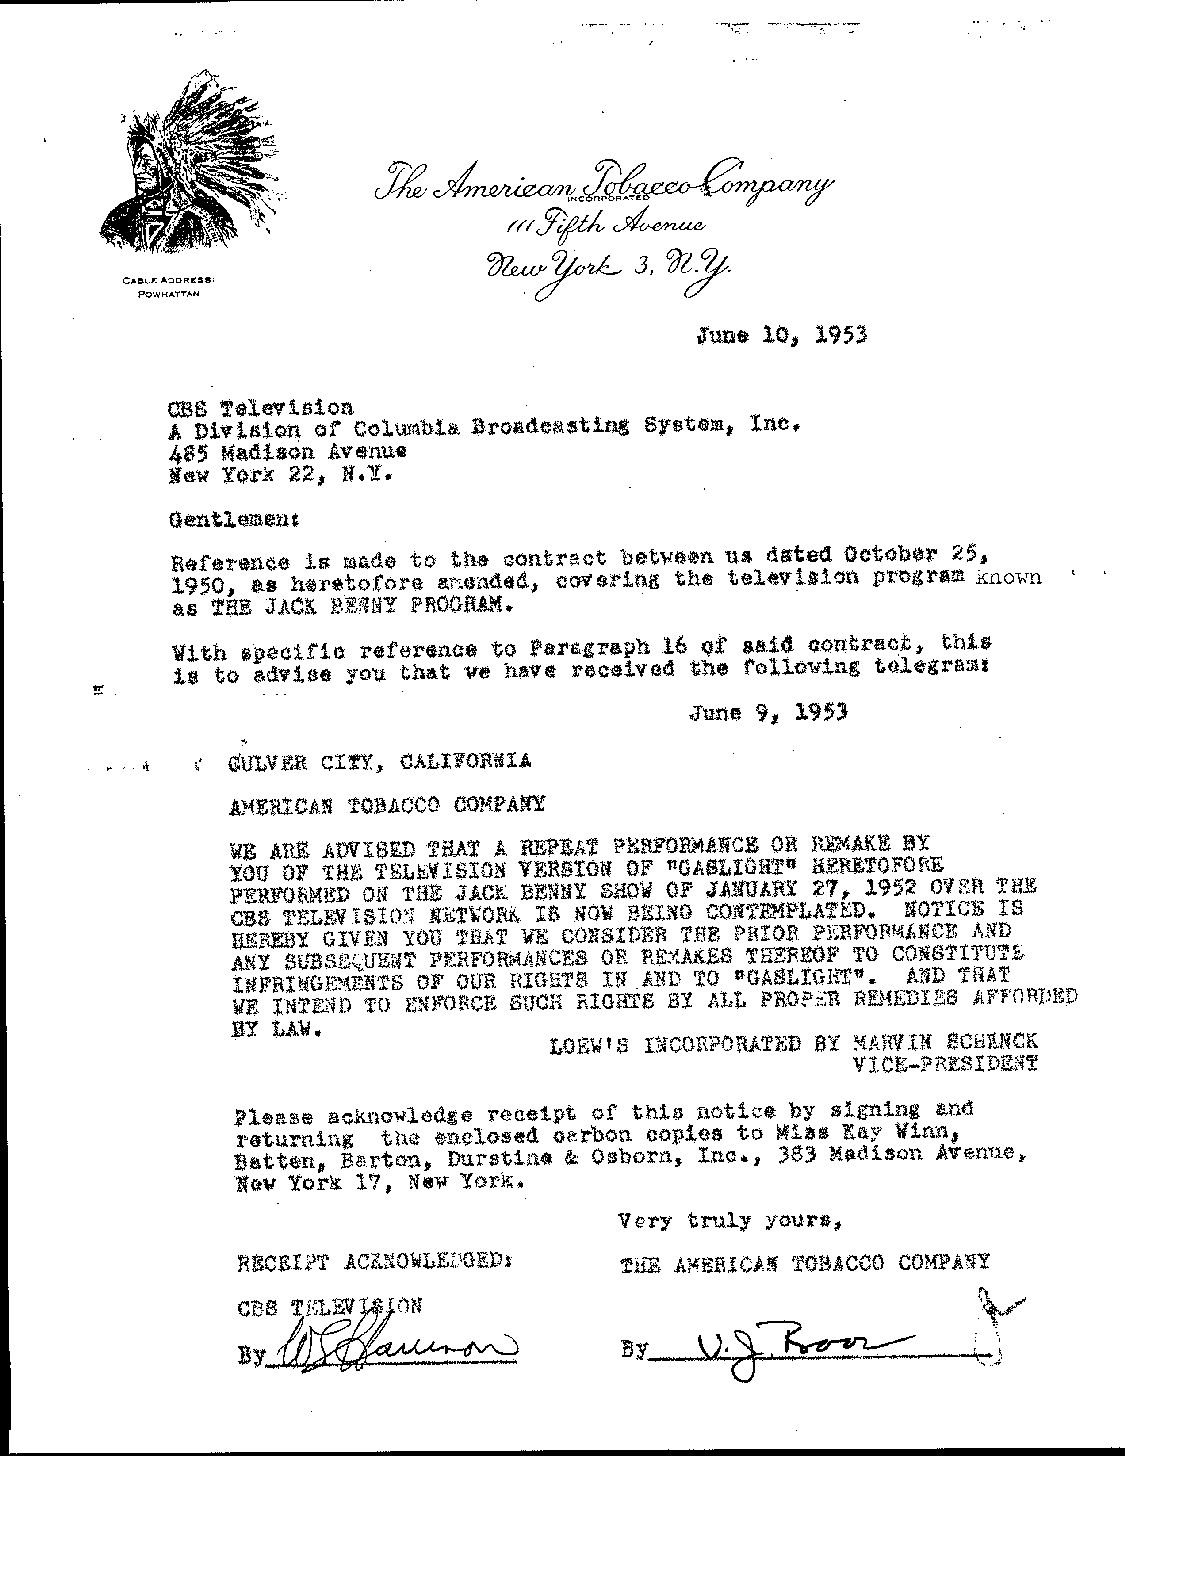 The American Tobacco Company
INCORPORATED
111 Fifth Avenue
New York 3, N.Y.
CABLE ADDRESS:
POWHATTAN
June 10, 1953
CBS Television
A Division of Columbia Broadcasting System, Inc.
485 Madison Avenue
New York 22, N.Y.
Gentlemen:
Reference is made to the contract between us dated October 25,
1950, as heretofore amended, covering the television program known
as THE JACK BENNY PROGRAM.
With specific reference to Paragraph 16 of said contract, this
is to advise you that we have received the following telegram:
June 9, 1953
CULVER CITY, CALIFORNIA
AMERICAN TOBACCO COMPANY
WE ARE ADVISED THAT A REPEAT PERFORMANCE OR REMAKE BY
YOU OF THE TELEVISION VERSION OF "GASLIGHT" HERETOFORE
PERFORMED ON THE JACK BENNY SHOW OF JANUARY 27, 1952 OVER THE
CBS TELEVISION NETWORK IS NOW BEING CONTEMPLATED. NOTICE IS
HEREBY GIVEN YOU THAT WE CONSIDER THE PRIOR PERFORMANCE AND
ANY SUBSEQUENT PERFORMANCES OR REMAKES THEREOF TO CONSTITUTE
INFRINGEMENTS OF OUR RIGHTS IN AND TO "GASLIGHT". AND THAT
WE INTEND TO ENFORCE SUCH RIGHTS BY ALL PROPER REMEDIES AFFORDED
BY LAW.
LOEW'S INCORPORATED BY MARVIN SCHENCK
VICE-PRESIDENT
Please acknowledge receipt of this notice by signing and
returning the enclosed carbon copies to Miss Kay Winn,
Batten, Barton, Durstine & Osborn, Inc., 383 Madison Avenue,
New York 17, New York.
Very truly yours,
RECEIPT ACKNOWLEDGED: THE AMERICAN TOBACCO COMPANY
CBS TELEVISION
By By V. J. Boor